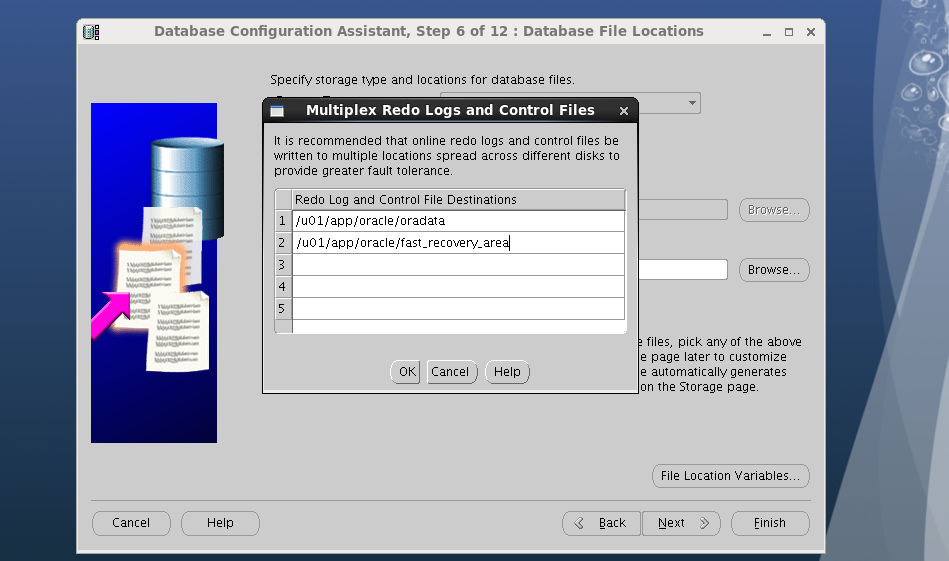 Database Configuration Assistant, Step 6 of 12 : Database File Locations
Specify storage type and locations for database files.
Multiplex Redo Logs and Control Files
It is recommended that online redo logs and control files be
written to multiple locations spread across different disks to
provide greater fault tolerance.
Redo Log and Control File Destinations
1 /u01/app/oracle/oradata
2 /u01/app/oracle/fast_recovery_area
3
4
5
Browse...
Browse...
OK Cancel Help
e files, pick any of the above
e page later to customize
e automatically generates
on the Storage page.
File Location Variables...
Cancel Help Back Next Finish